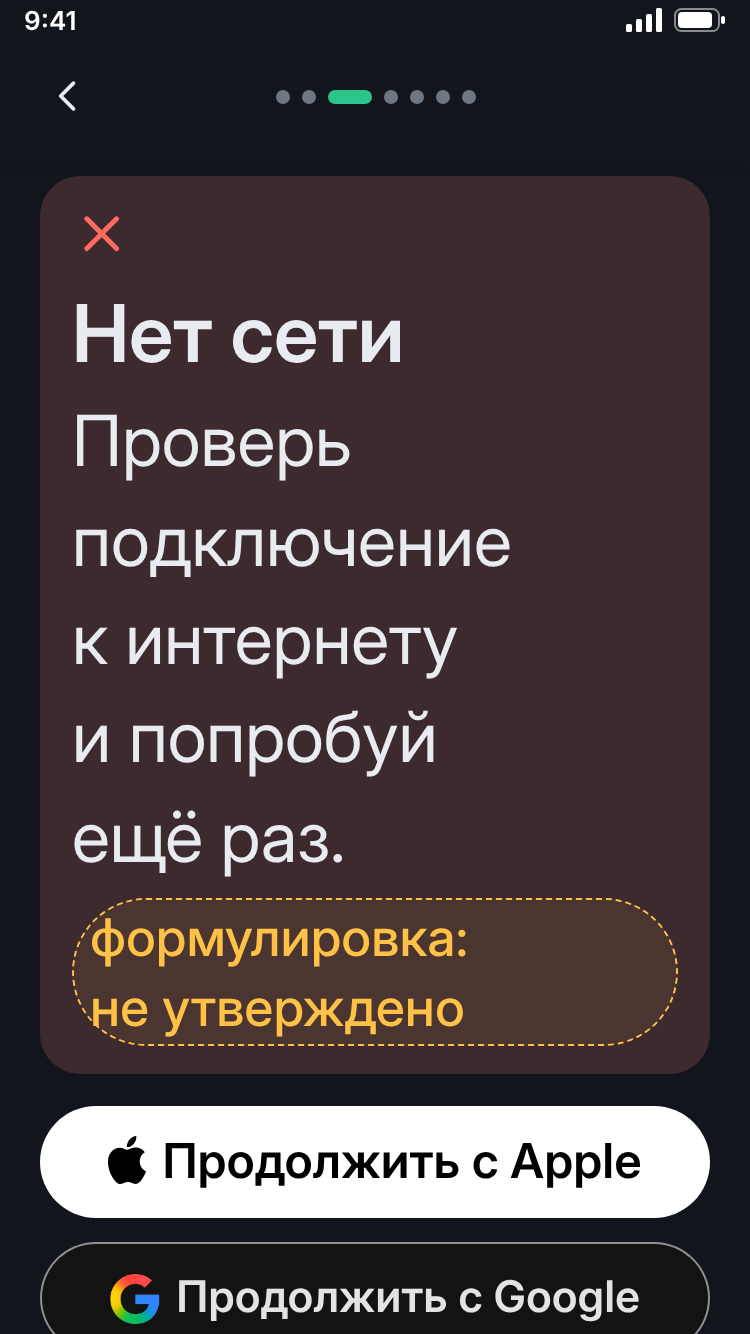 9:41
Нет сети
Проверь
подключение
к интернету
и попробуй
ещё раз.
формулировка:
не утверждено
Продолжить с Apple
Продолжить с Google